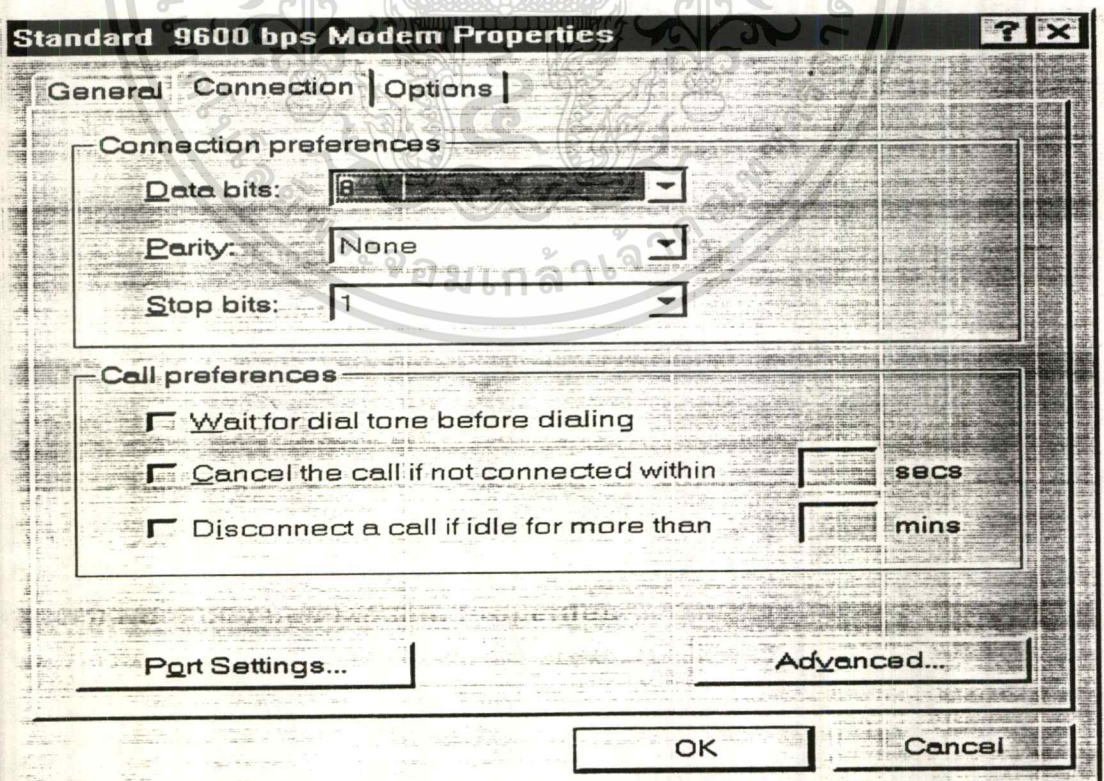 Standard 9600 bps Modem Properties
General Connection Options
Connection preferences
Data bits: 8
Parity: None
Stop bits: 1
Call preferences
Wait for dial tone before dialing
Cancel the call if not connected within secs
Disconnect a call if idle for more than mins
Port Settings... Advanced...
OK Cancel